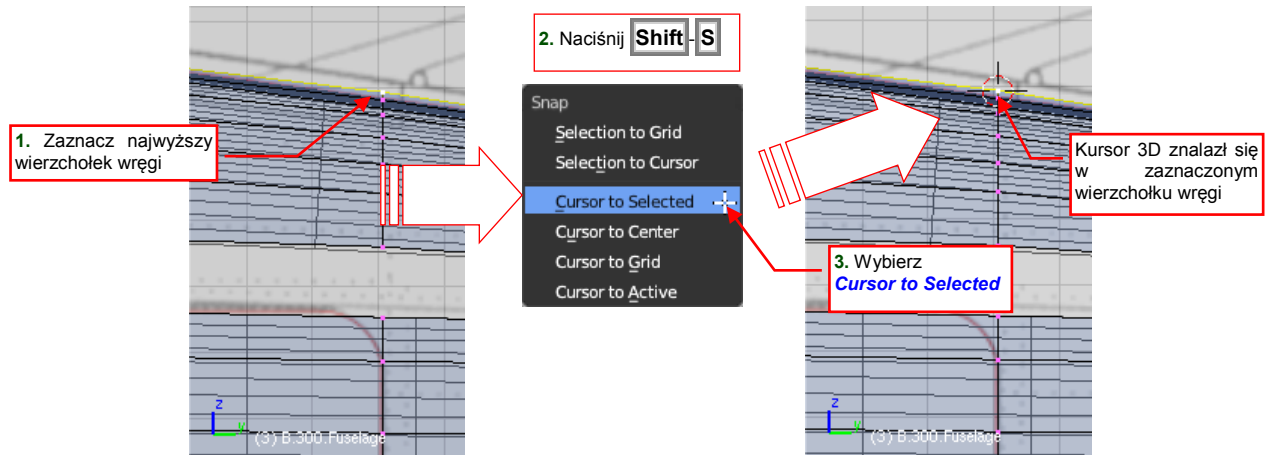 1. Zaznacz najwyższy
wierzchołek wręgi
2. Naciśnij Shift-S
Snap
Selection to Grid
Selection to Cursor
Cursor to Selected
Cursor to Center
Cursor to Grid
Cursor to Active
3. Wybierz
Cursor to Selected
Kursor 3D znalazł się
w zaznaczonym
wierzchołku wręgi
z
y
(3) B.300.Fuselage
z
y
(3) B.300.Fuselage